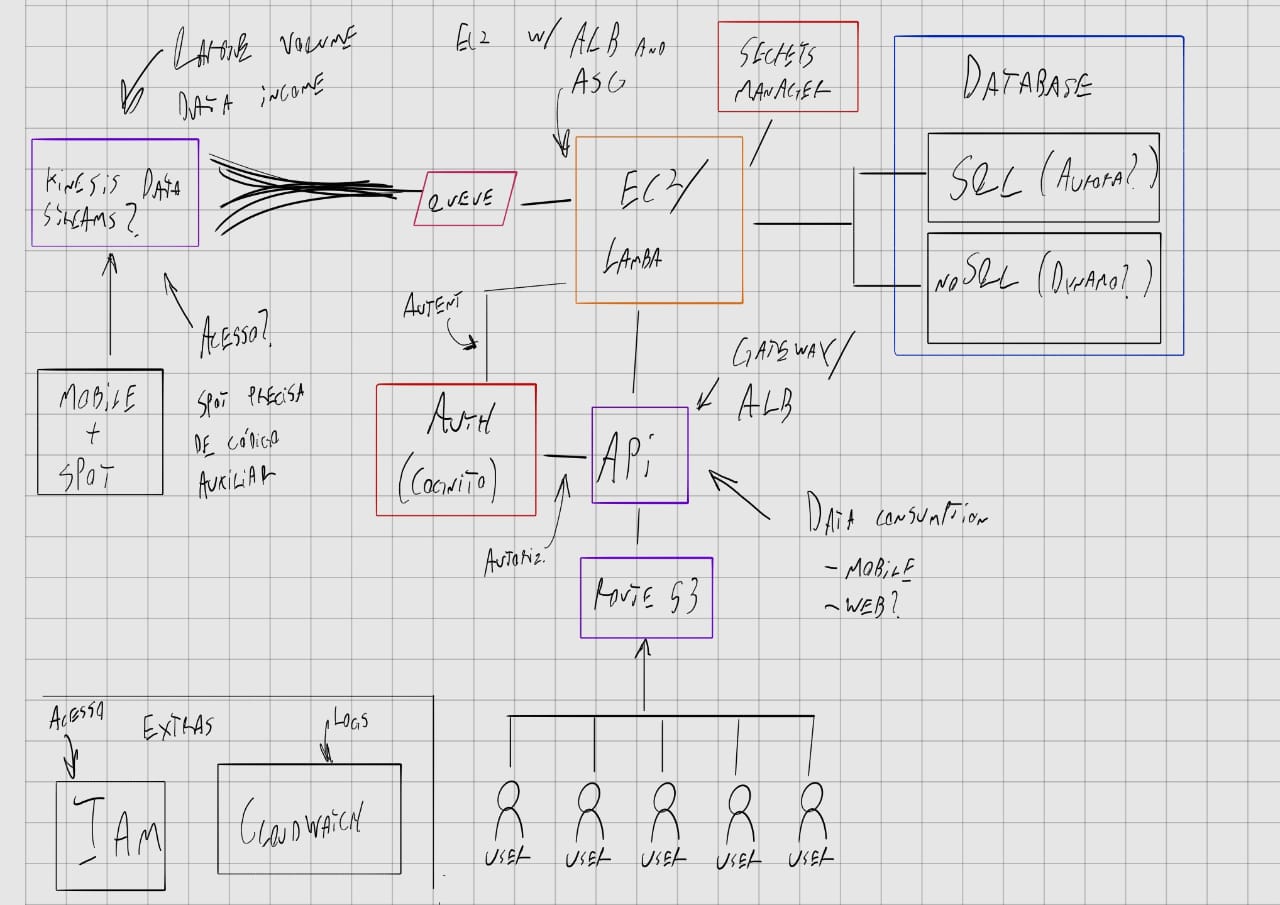 LARGE VOLUME
DATA INCOME
EC2 W/ ALB AND
ASG
SECRETS
MANAGER
DATABASE
SQL (AURORA?)
NOSQL (DYNAMO?)
KINESIS DATA
STREAMS?
QUEUE
EC2/
LAMBA
AUTENT
ACESSO?
GATEWAY/
ALB
MOBILE
+
SPOT
SPOT PRECISA
DE CÓDIGO
AUXILIAR
AUTH
(COGNITO)
API
AUTORIZ.
DATA CONSUMPTION
- MOBILE
- WEB?
ROUTE 53
ACESSO
EXTRAS
LOGS
IAM
CLOUDWATCH
USER
USER
USER
USER
USER